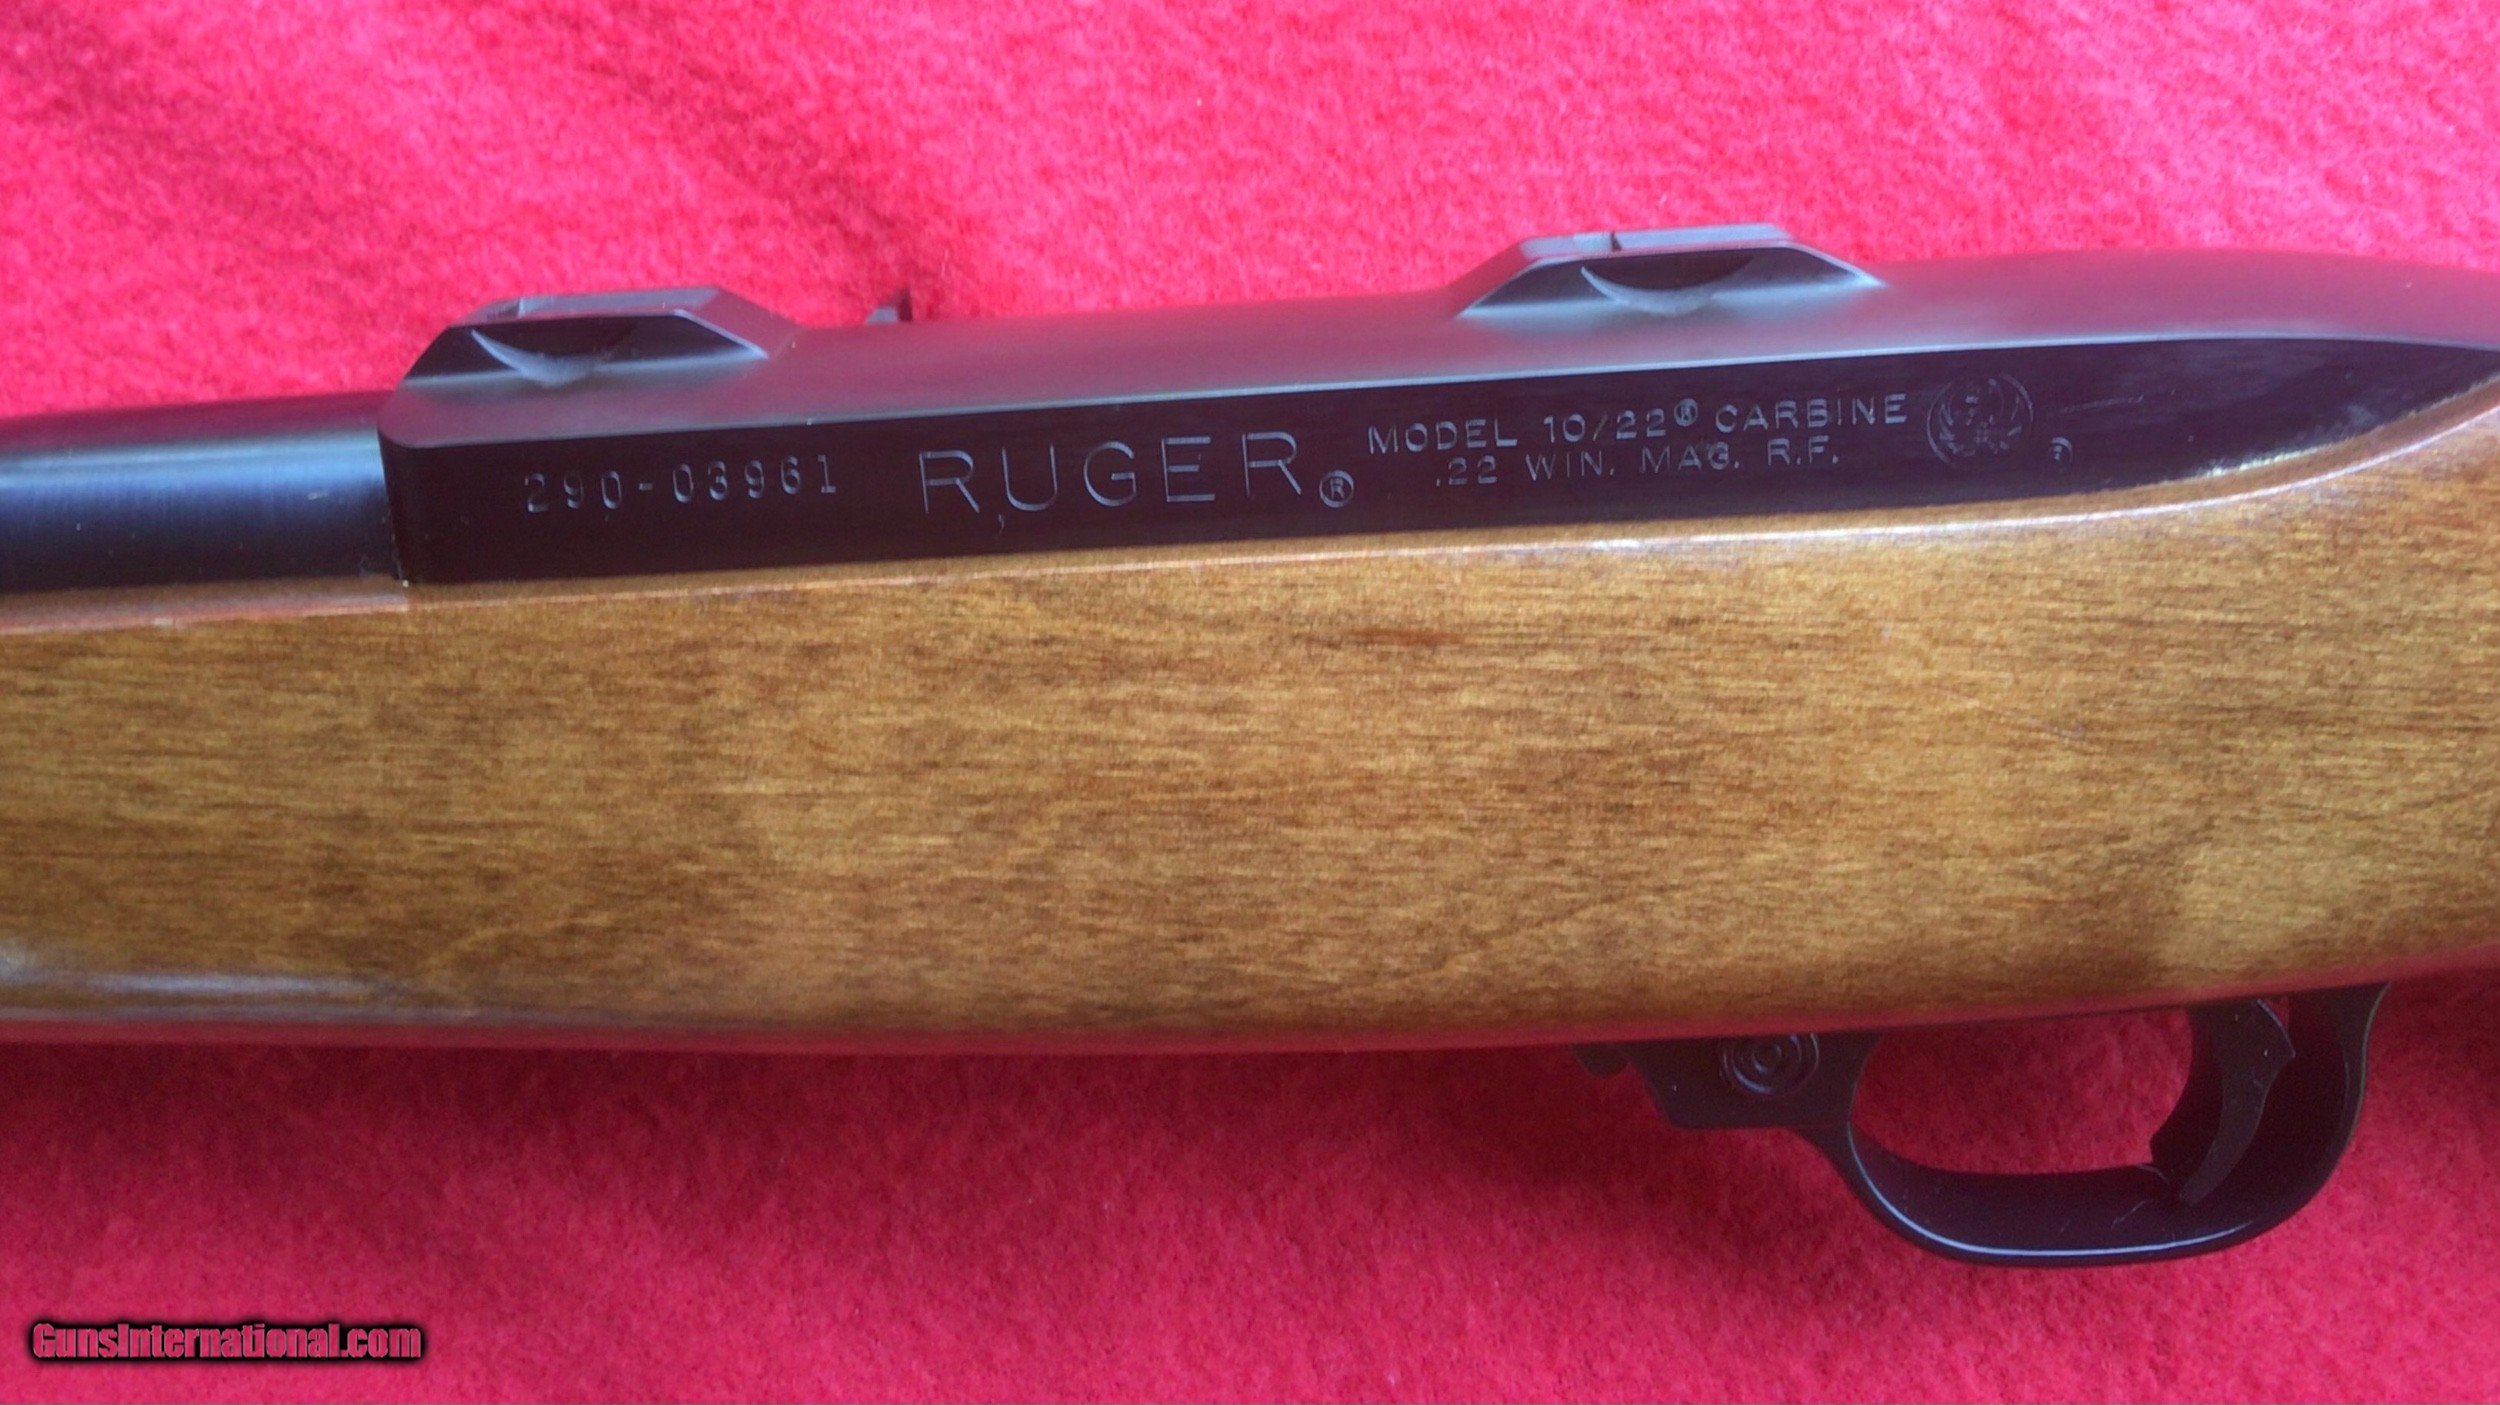 290-03961 RUGER® MODEL 10/22® CARBINE
.22 WIN. MAG. R.F.
GunsInternational.com